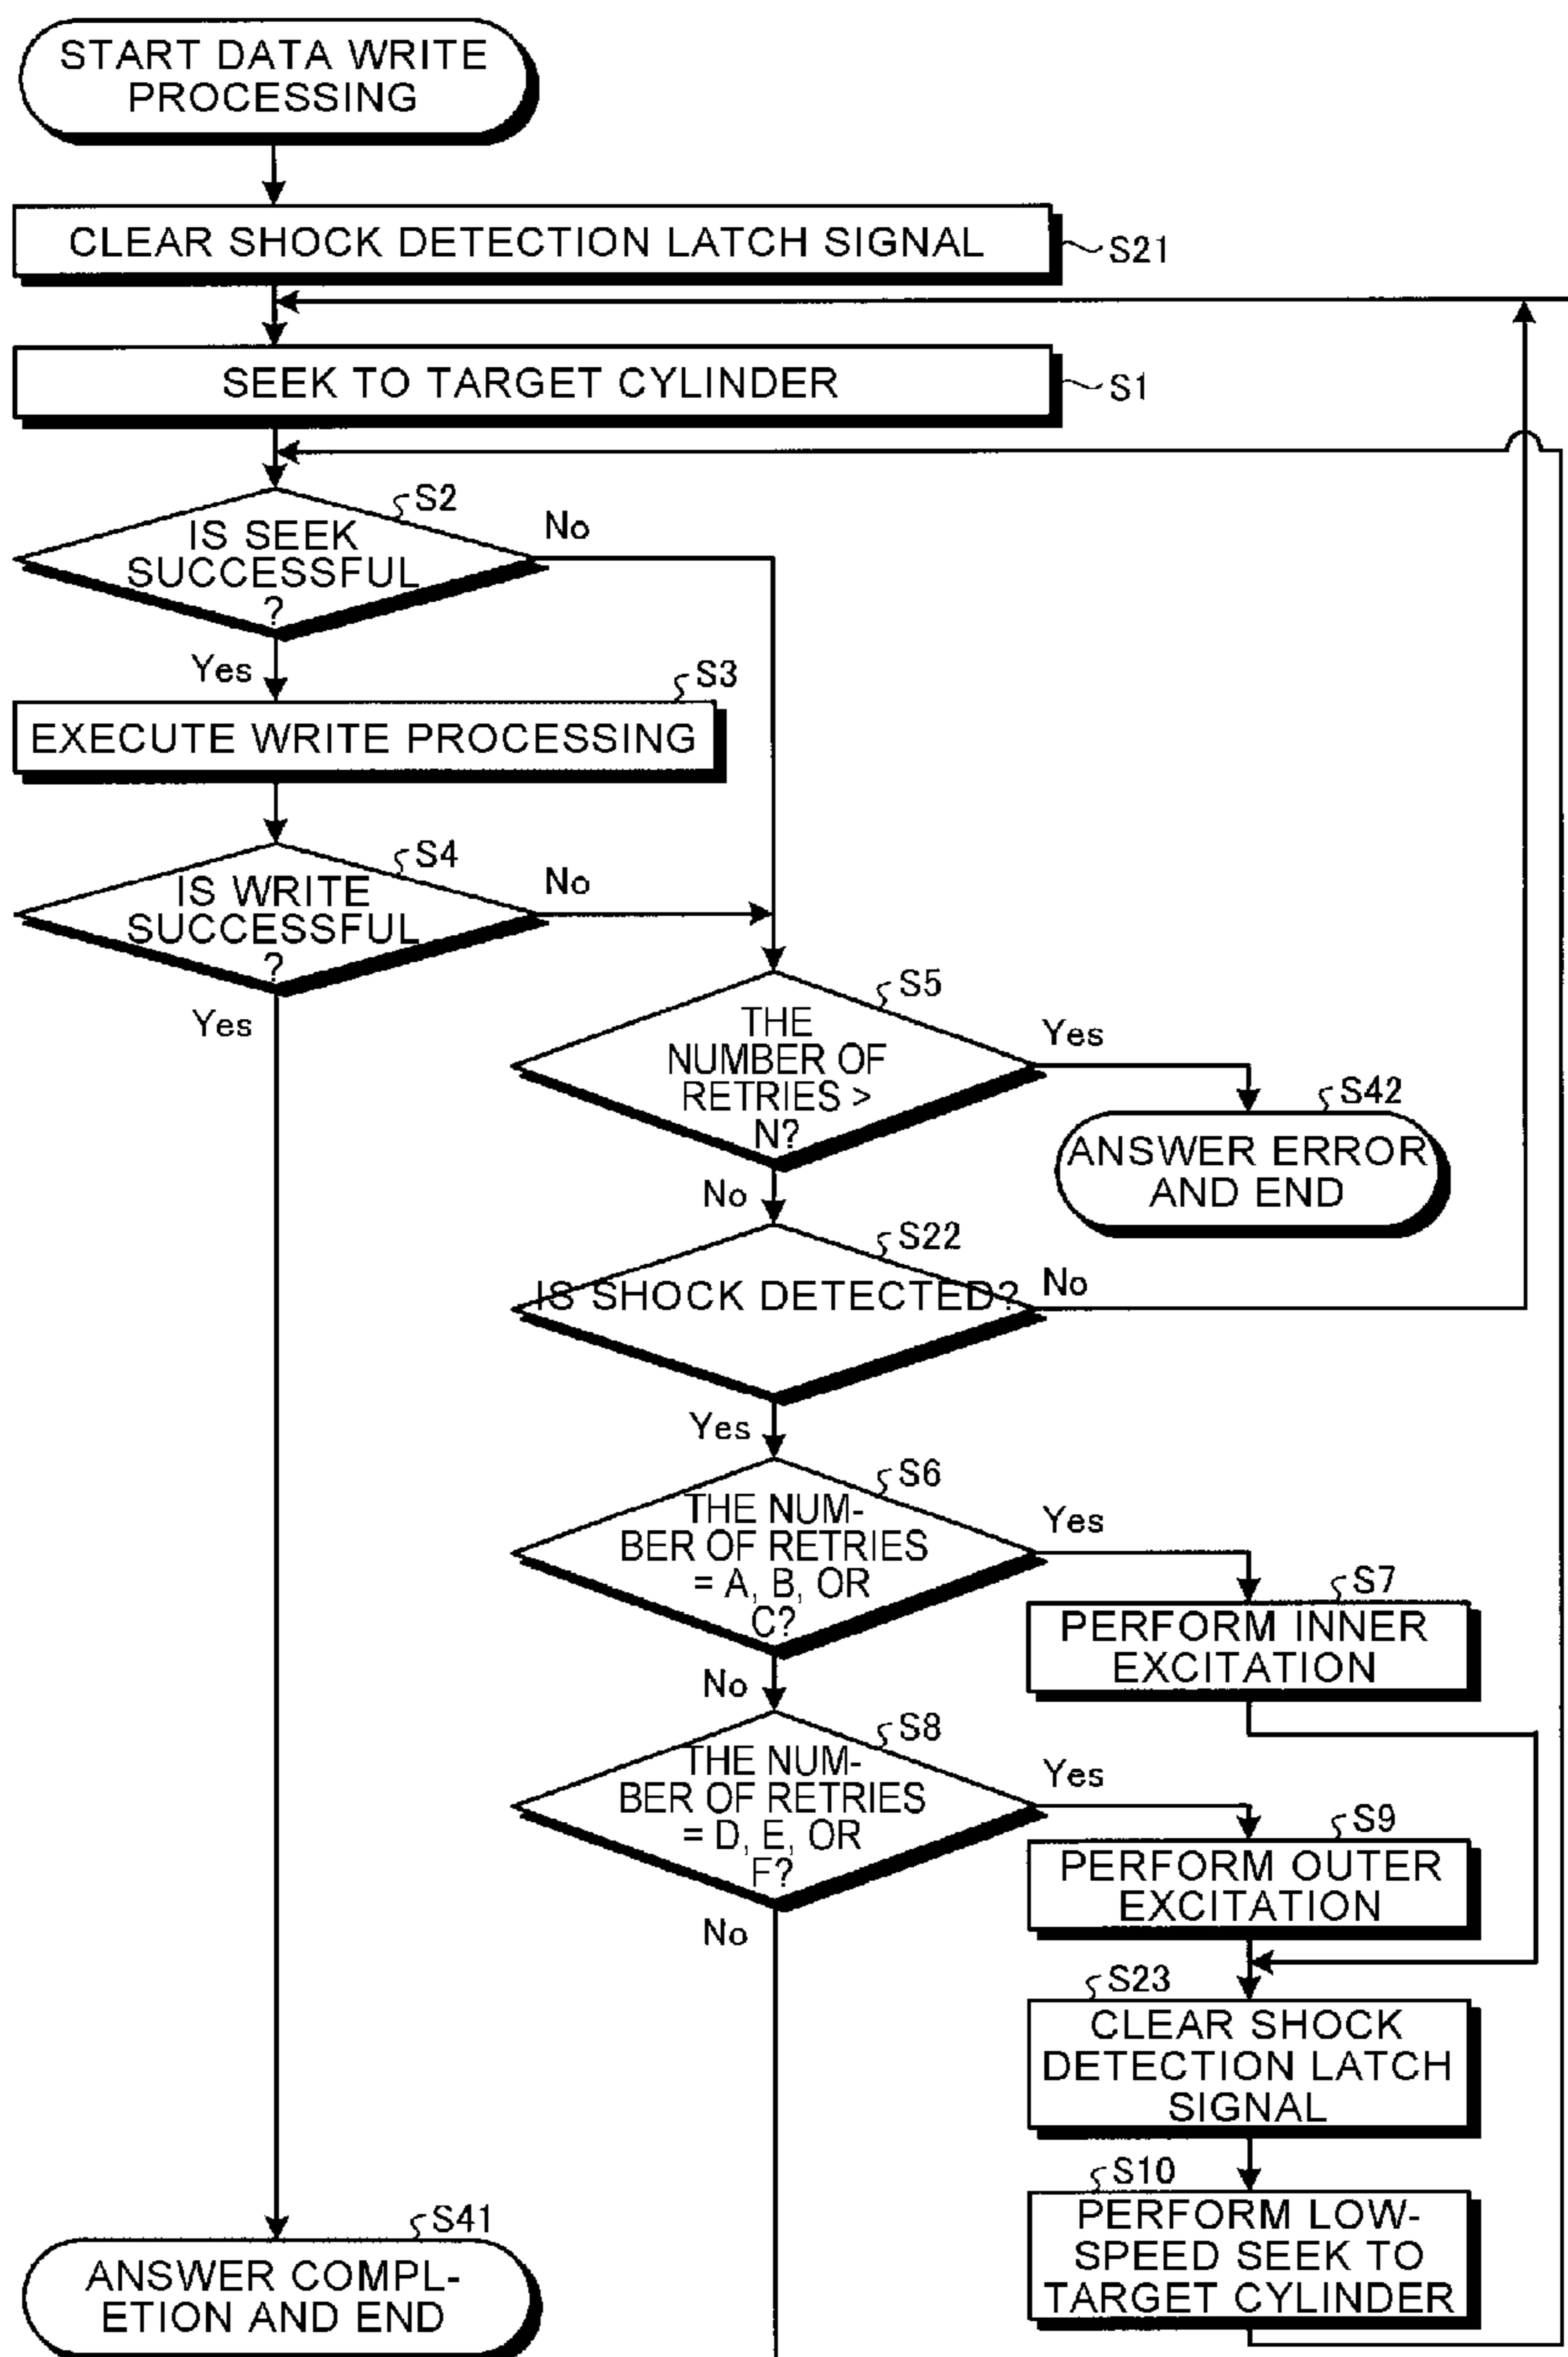 START DATA WRITE
PROCESSING
CLEAR SHOCK DETECTION LATCH SIGNAL
S21
SEEK TO TARGET CYLINDER
S1
S2
IS SEEK
SUCCESSFUL
?
No
Yes
S3
EXECUTE WRITE PROCESSING
S4
IS WRITE
SUCCESSFUL
?
No
Yes
S5
THE
NUMBER OF
RETRIES >
N?
Yes
No
S42
ANSWER ERROR
AND END
S22
IS SHOCK DETECTED?
No
Yes
S6
THE NUM-
BER OF RETRIES
= A, B, OR
C?
Yes
No
S7
PERFORM INNER
EXCITATION
S8
THE NUM-
BER OF RETRIES
= D, E, OR
F?
Yes
No
S9
PERFORM OUTER
EXCITATION
S23
CLEAR SHOCK
DETECTION LATCH
SIGNAL
S10
PERFORM LOW-
SPEED SEEK TO
TARGET CYLINDER
S41
ANSWER COMPL-
ETION AND END